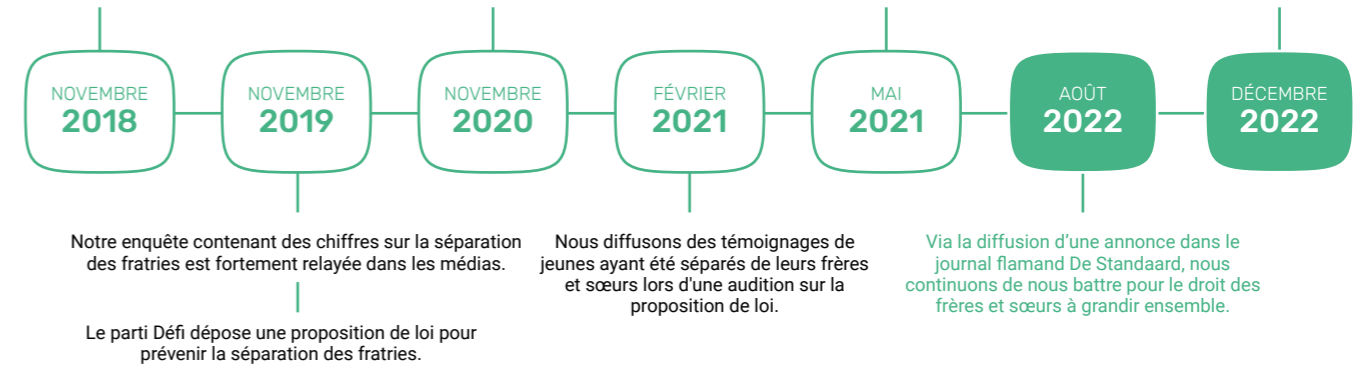 NOVEMBRE
2018
NOVEMBRE
2019
NOVEMBRE
2020
FÉVRIER
2021
MAI
2021
AOÛT
2022
DÉCEMBRE
2022
Notre enquête contenant des chiffres sur la séparation
des fratries est fortement relayée dans les médias.
Le parti Défi dépose une proposition de loi pour
prévenir la séparation des fratries.
Nous diffusons des témoignages de
jeunes ayant été séparés de leurs frères
et sœurs lors d'une audition sur la
proposition de loi.
Via la diffusion d’une annonce dans le
journal flamand De Standaard, nous
continuons de nous battre pour le droit des
frères et sœurs à grandir ensemble.